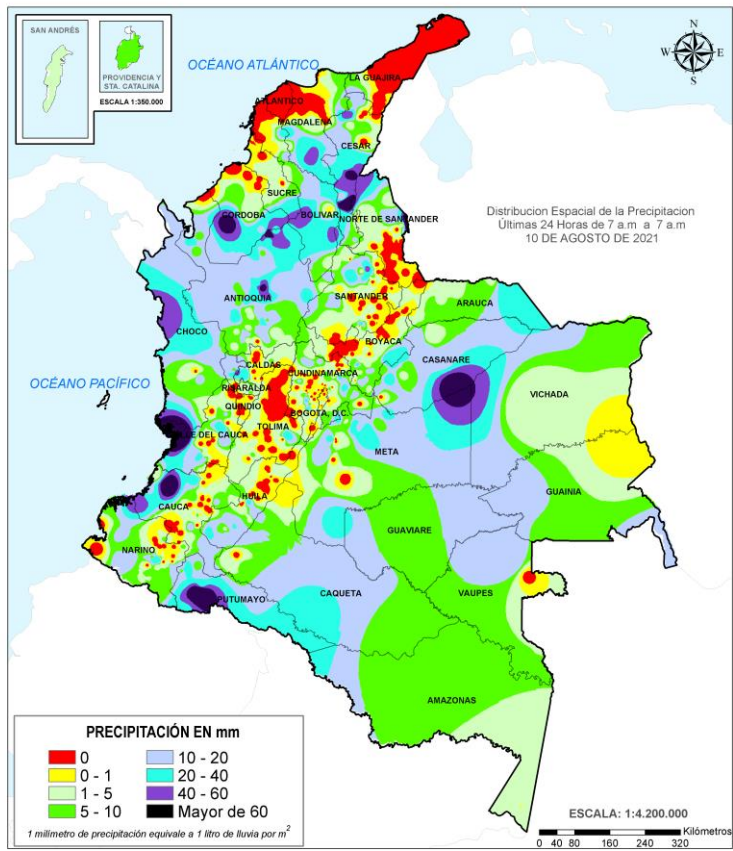 SAN ANDRÉS
PROVIDENCIA Y
STA. CATALINA
ESCALA 1:350.000
OCÉANO ATLÁNTICO
N
W
E
S
LA GUAJIRA
ATLANTICO
MAGDALENA
CESAR
SUCRE
CORDOBA
BOLIVAR
NORTE DE SANTANDER
Distribucion Espacial de la Precipitacion
Últimas 24 Horas de 7 a.m a 7 a.m
10 DE AGOSTO DE 2021
ANTIOQUIA
SANTANDER
ARAUCA
CHOCO
BOYACA
CASANARE
OCÉANO PACÍFICO
CALDAS
CUNDINAMARCA
RISARALDA
VICHADA
QUINDIO
BOGOTA, D.C.
TOLIMA
DEL CAUCA
META
HUILA
GUAINIA
CAUCA
GUAVIARE
NARIÑO
CAQUETA
VAUPES
PUTUMAYO
AMAZONAS
PRECIPITACIÓN EN mm
0
0 - 1
1 - 5
5 - 10
10 - 20
20 - 40
40 - 60
Mayor de 60
1 milímetro de precipitación equivale a 1 litro de lluvia por m²
ESCALA: 1:4.200.000
Kilómetros
0 40 80 160 240 320